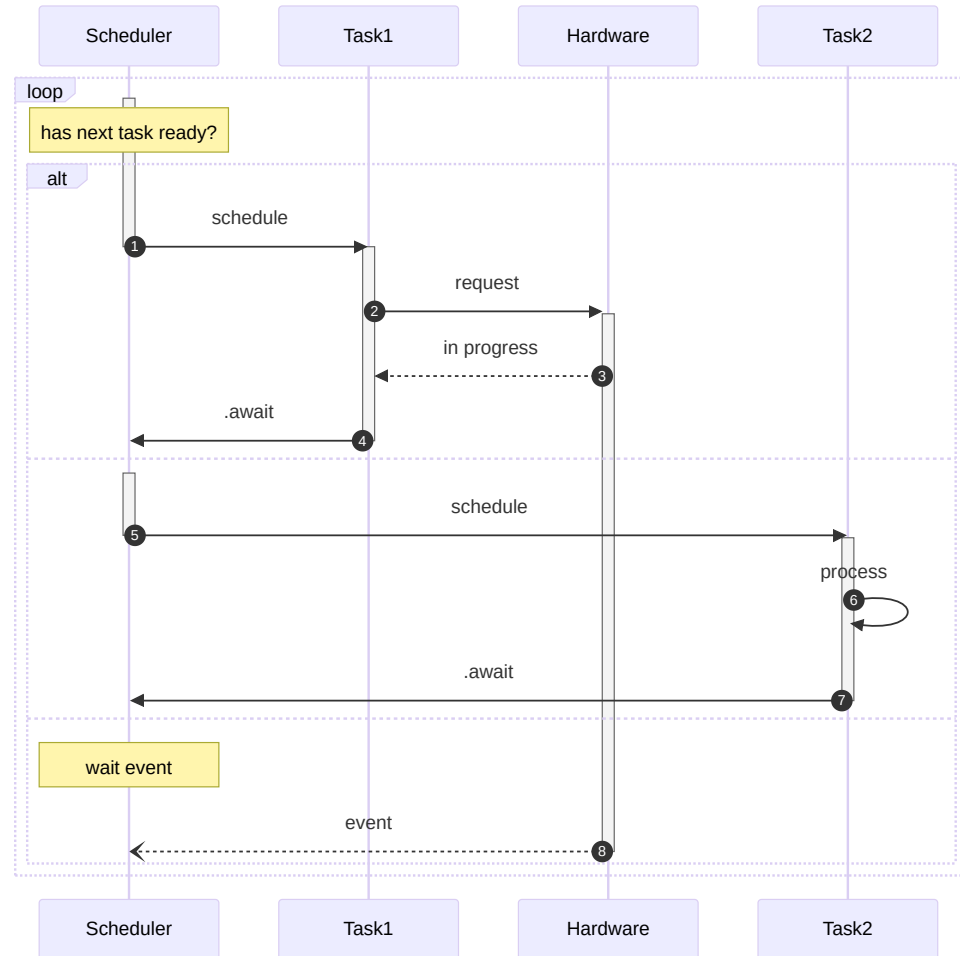 Scheduler
Task1
Hardware
Task2
loop
has next task ready?
alt
schedule
1
request
2
in progress
3
.await
4
schedule
5
process
6
.await
7
wait event
event
8
Scheduler
Task1
Hardware
Task2